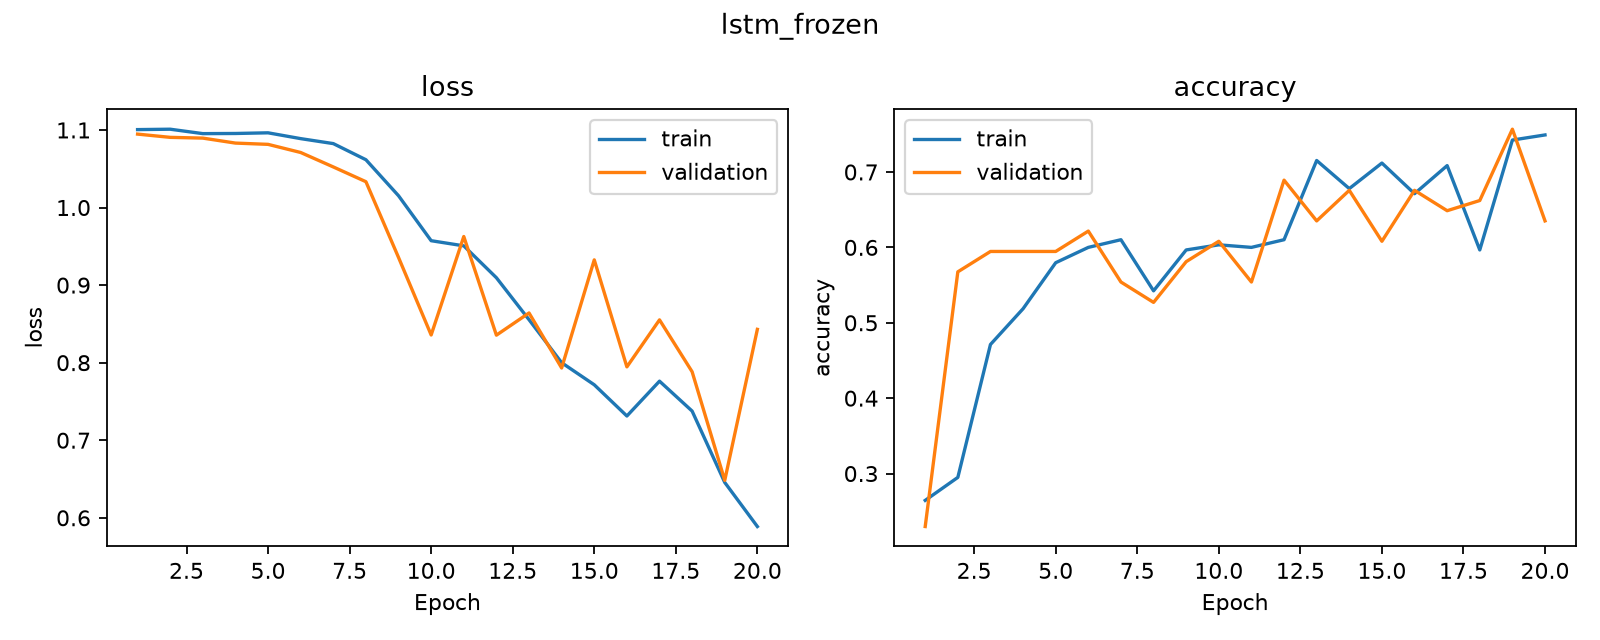 lstm_frozen
loss
train
validation
1.1
1.0
0.9
0.8
0.7
0.6
loss
2.5 5.0 7.5 10.0 12.5 15.0 17.5 20.0
Epoch
accuracy
train
validation
0.7
0.6
0.5
0.4
0.3
accuracy
2.5 5.0 7.5 10.0 12.5 15.0 17.5 20.0
Epoch